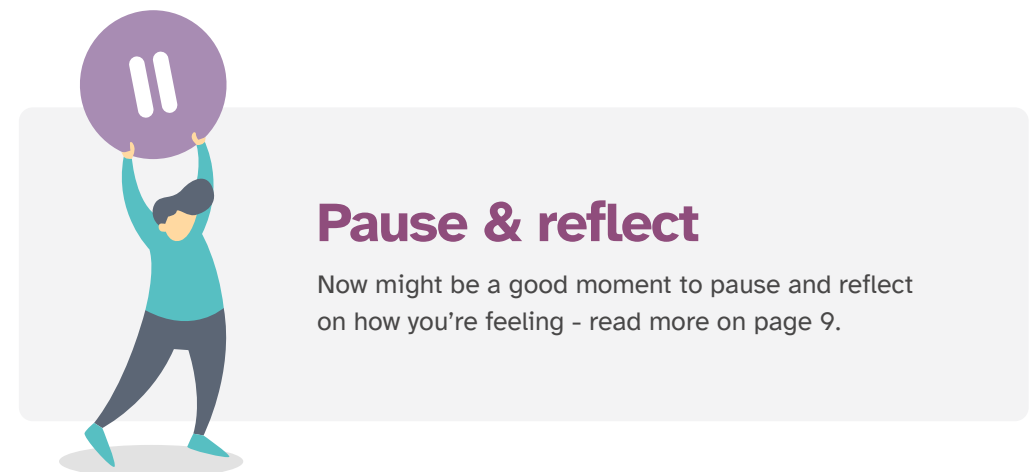 Pause & reflect
Now might be a good moment to pause and reflect
on how you’re feeling - read more on page 9.